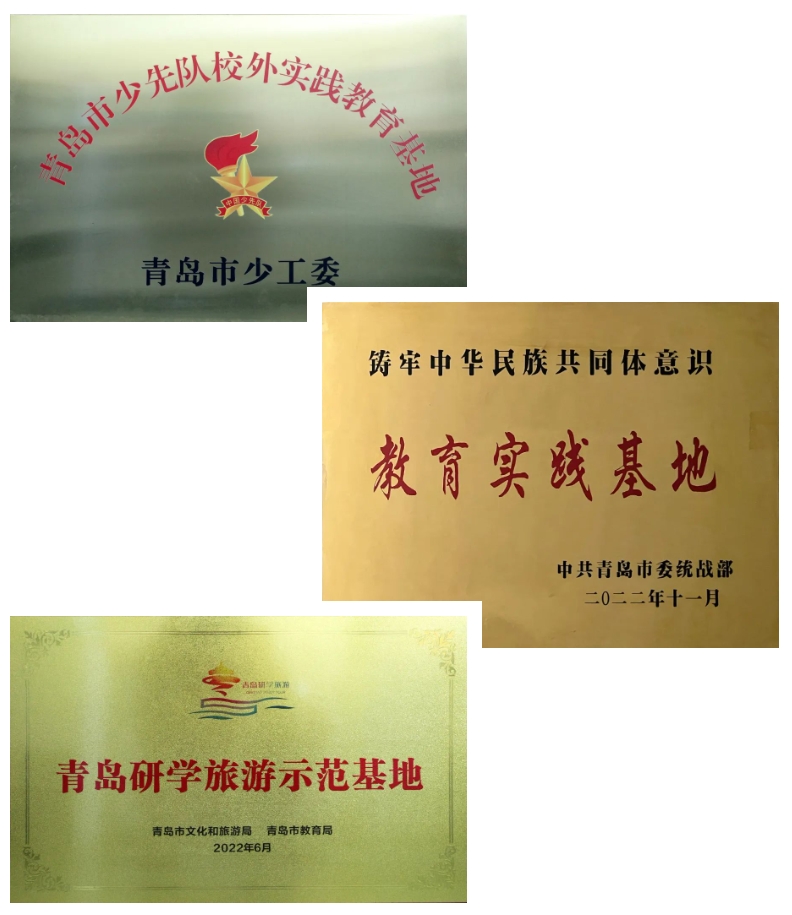 青岛市少先队校外实践教育基地
中国少先队
青岛市少工委
铸牢中华民族共同体意识
教育实践基地
中共青岛市委统战部
二〇二二年十一月
青岛研学旅游
青岛研学旅游示范基地
青岛市文化和旅游局 青岛市教育局
2022年6月